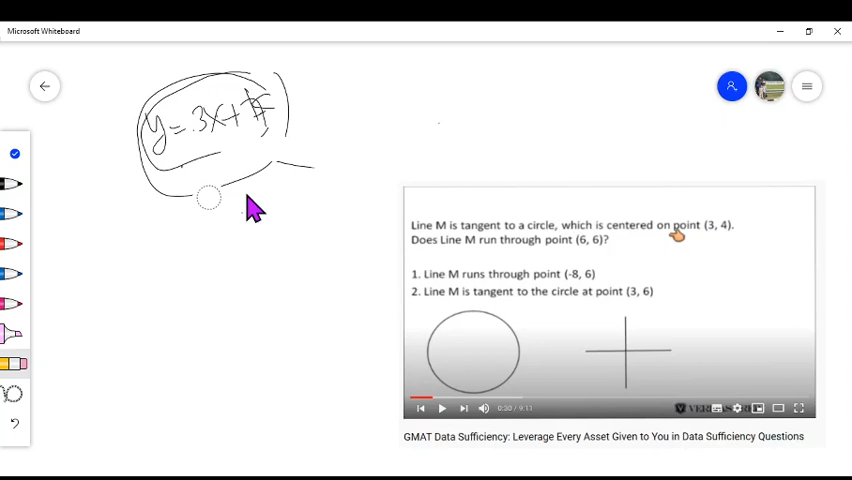 Microsoft Whiteboard
y = 3x + 7
Line M is tangent to a circle, which is centered on point (3, 4).
Does Line M run through point (6, 6)?
1. Line M runs through point (-8, 6)
2. Line M is tangent to the circle at point (3, 6)
0:30 / 9:11
GMAT Data Sufficiency: Leverage Every Asset Given to You in Data Sufficiency Questions